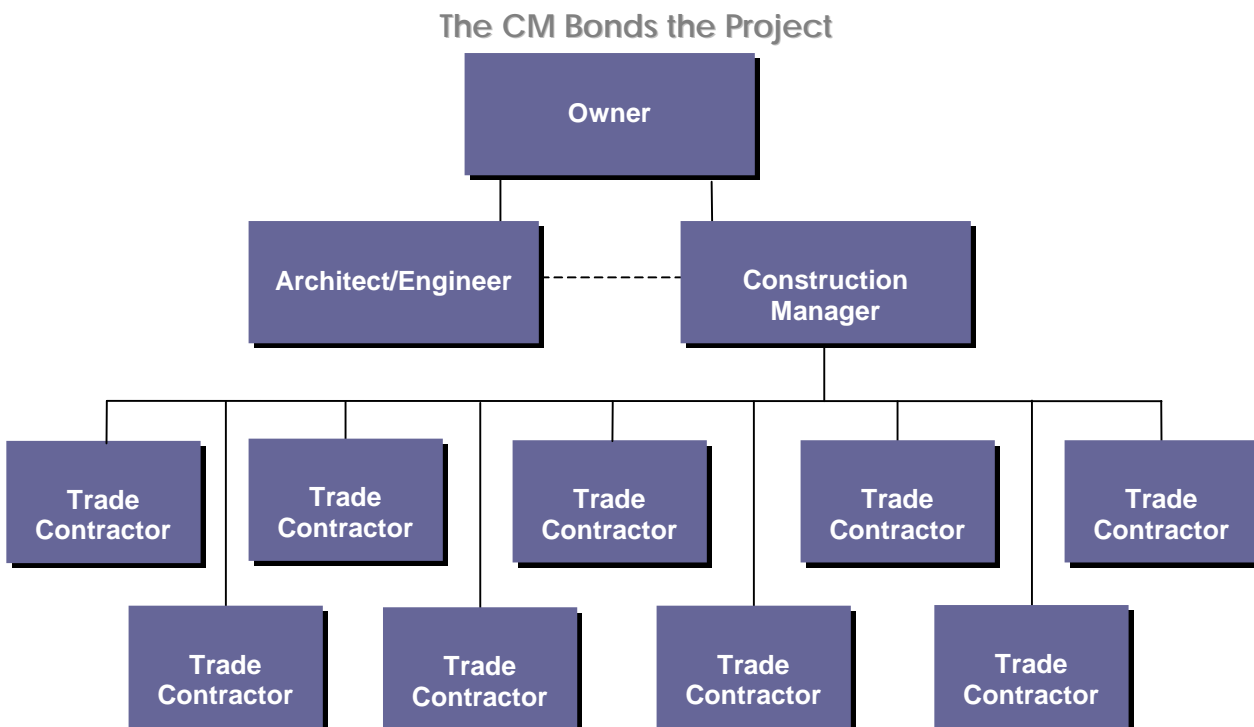 The CM Bonds the Project
Owner
Architect/Engineer
Construction
Manager
Trade
Contractor
Trade
Contractor
Trade
Contractor
Trade
Contractor
Trade
Contractor
Trade
Contractor
Trade
Contractor
Trade
Contractor
Trade
Contractor